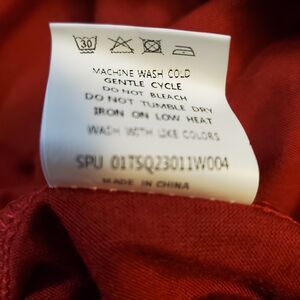 30
MACHINE WASH COLD
GENTLE CYCLE
DO NOT BLEACH
DO NOT TUMBLE DRY
IRON ON LOW HEAT
WASH WITH LIKE COLORS
SPU 01TSQ23011W004
MADE IN CHINA